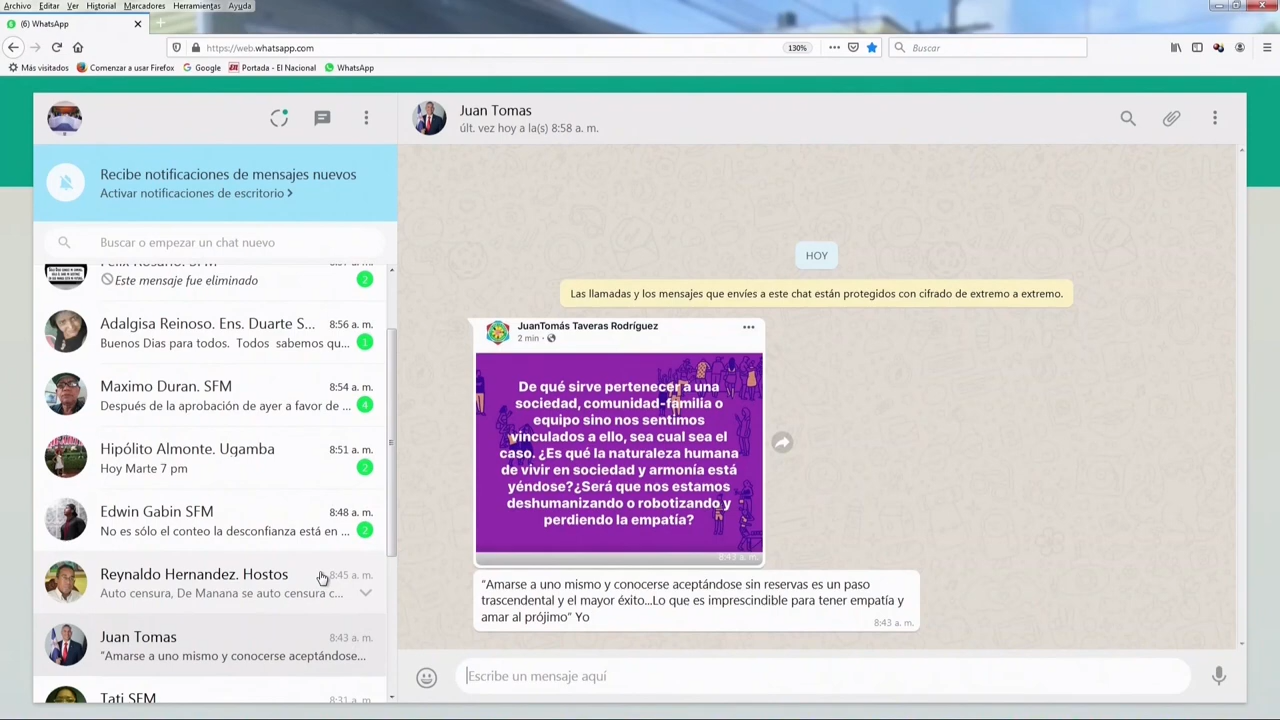 Archivo Editar Ver Historial Marcadores Herramientas Ayuda
(6) WhatsApp
https://web.whatsapp.com
130%
Buscar
Más visitados Comenzar a usar Firefox Google Portada - El Nacional WhatsApp
Recibe notificaciones de mensajes nuevos
Activar notificaciones de escritorio >
Buscar o empezar un chat nuevo
Este mensaje fue eliminado
2
Adalgisa Reinoso. Ens. Duarte S... 8:56 a. m.
Buenos Dias para todos. Todos sabemos qu... 1
Maximo Duran. SFM 8:54 a. m.
Después de la aprobación de ayer a favor de ... 4
Hipólito Almonte. Ugamba 8:51 a. m.
Hoy Marte 7 pm 2
Edwin Gabin SFM 8:48 a. m.
No es sólo el conteo la desconfianza está en ... 2
Reynaldo Hernandez. Hostos 8:45 a. m.
Auto censura, De Manana se auto censura c...
Juan Tomas 8:43 a. m.
“Amarse a uno mismo y conocerse aceptándose...
Tati SFM 8:31 a. m.
Juan Tomas
últ. vez hoy a la(s) 8:58 a. m.
HOY
Las llamadas y los mensajes que envíes a este chat están protegidos con cifrado de extremo a extremo.
JuanTomás Taveras Rodríguez
2 min ·
De qué sirve pertenecer a una
sociedad, comunidad-familia o
equipo sino nos sentimos
vinculados a ello, sea cual sea el
caso. ¿Es qué la naturaleza humana
de vivir en sociedad y armonía está
yéndose?¿Será que nos estamos
deshumanizando o robotizando y
perdiendo la empatía?
8:43 a. m.
“Amarse a uno mismo y conocerse aceptándose sin reservas es un paso
trascendental y el mayor éxito...Lo que es imprescindible para tener empatía y
amar al prójimo” Yo
8:43 a. m.
Escribe un mensaje aquí